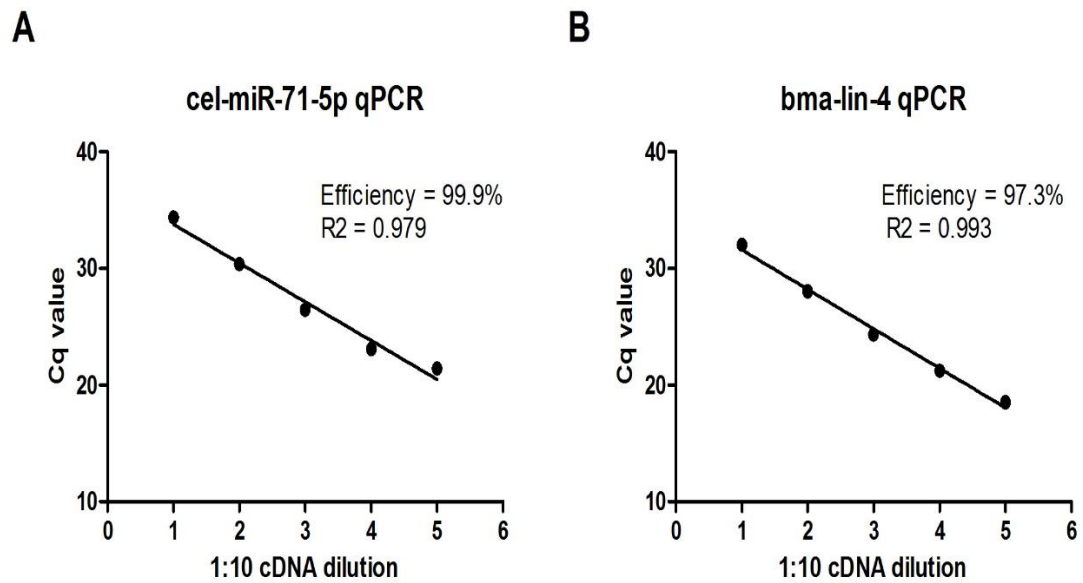 A
cel-miR-71-5p qPCR
40
30
20
10
Cq value
Efficiency = 99.9%
R2 = 0.979
0 1 2 3 4 5 6
1:10 cDNA dilution
B
bma-lin-4 qPCR
40
30
20
10
Cq value
Efficiency = 97.3%
R2 = 0.993
0 1 2 3 4 5 6
1:10 cDNA dilution